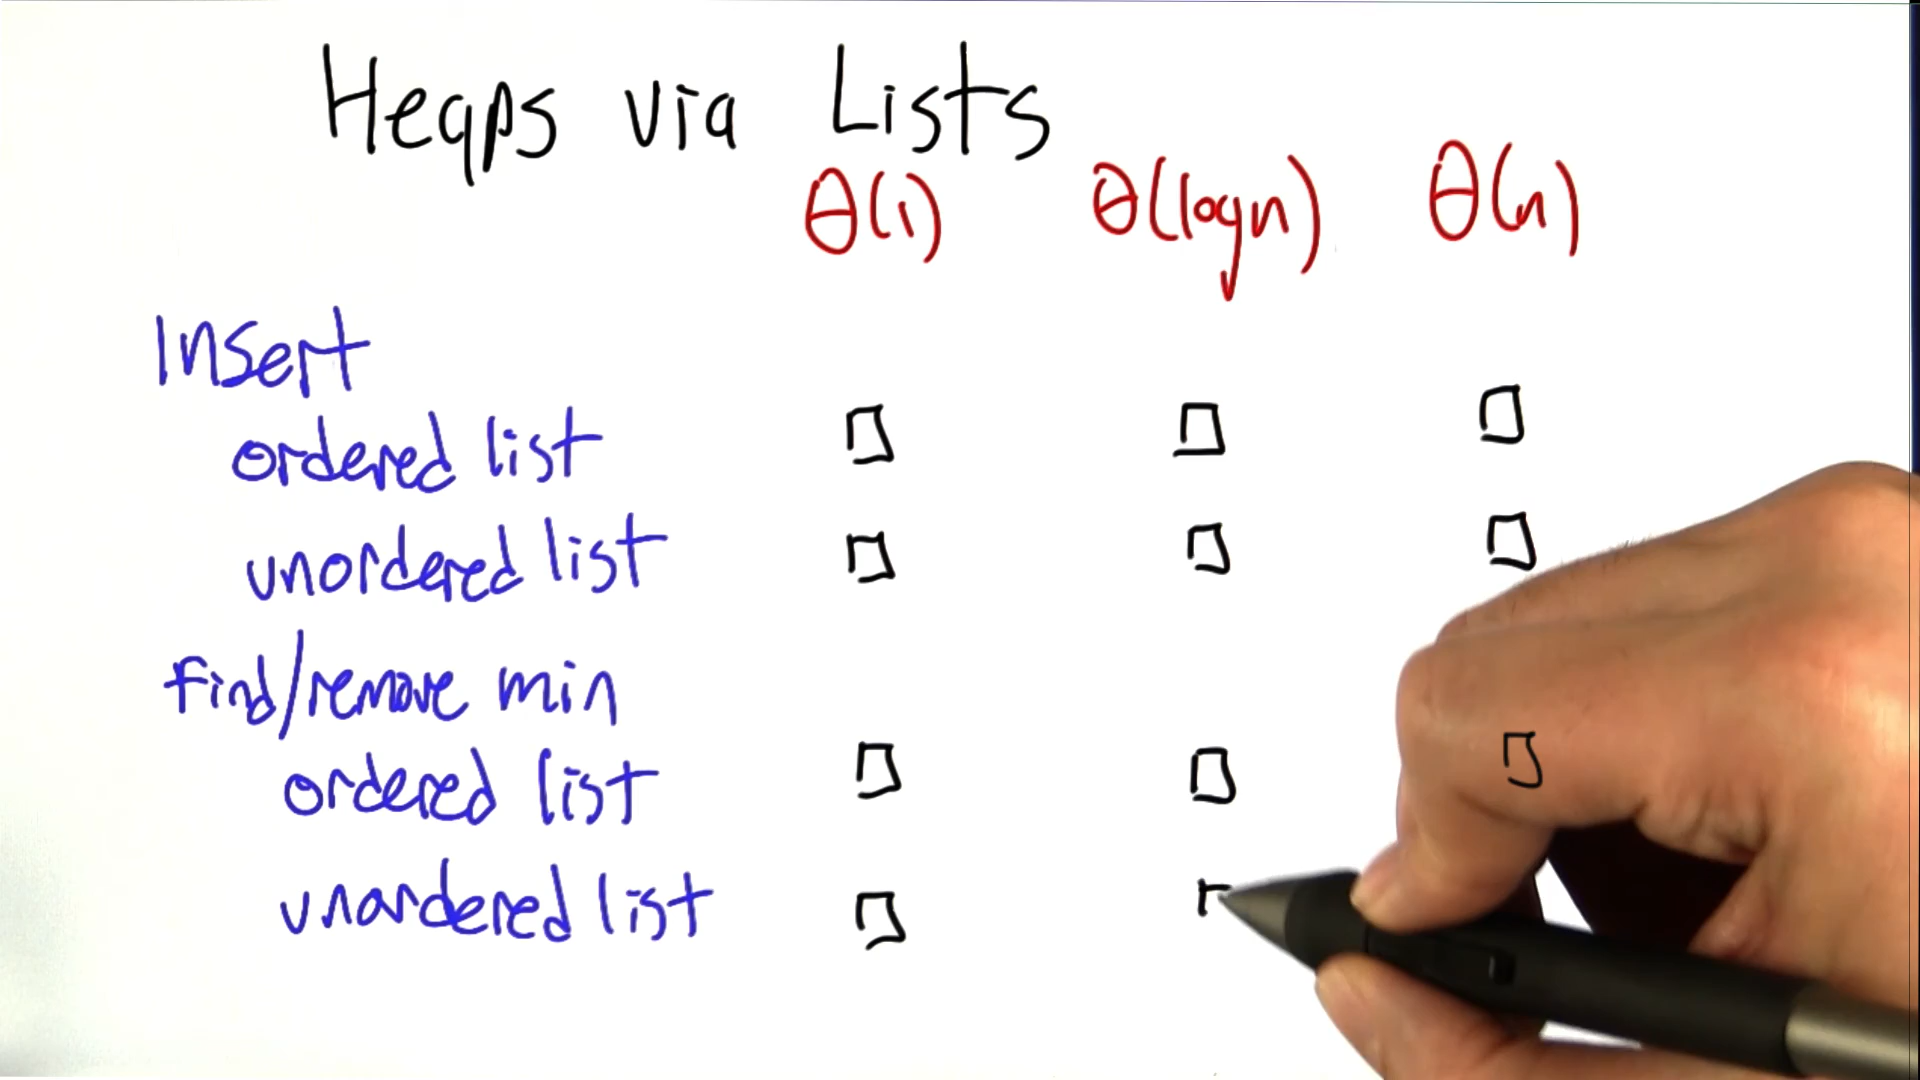 Heaps via Lists
θ(1) θ(logn) θ(n)
Insert
ordered list
unordered list
find/remove min
ordered list
unordered list